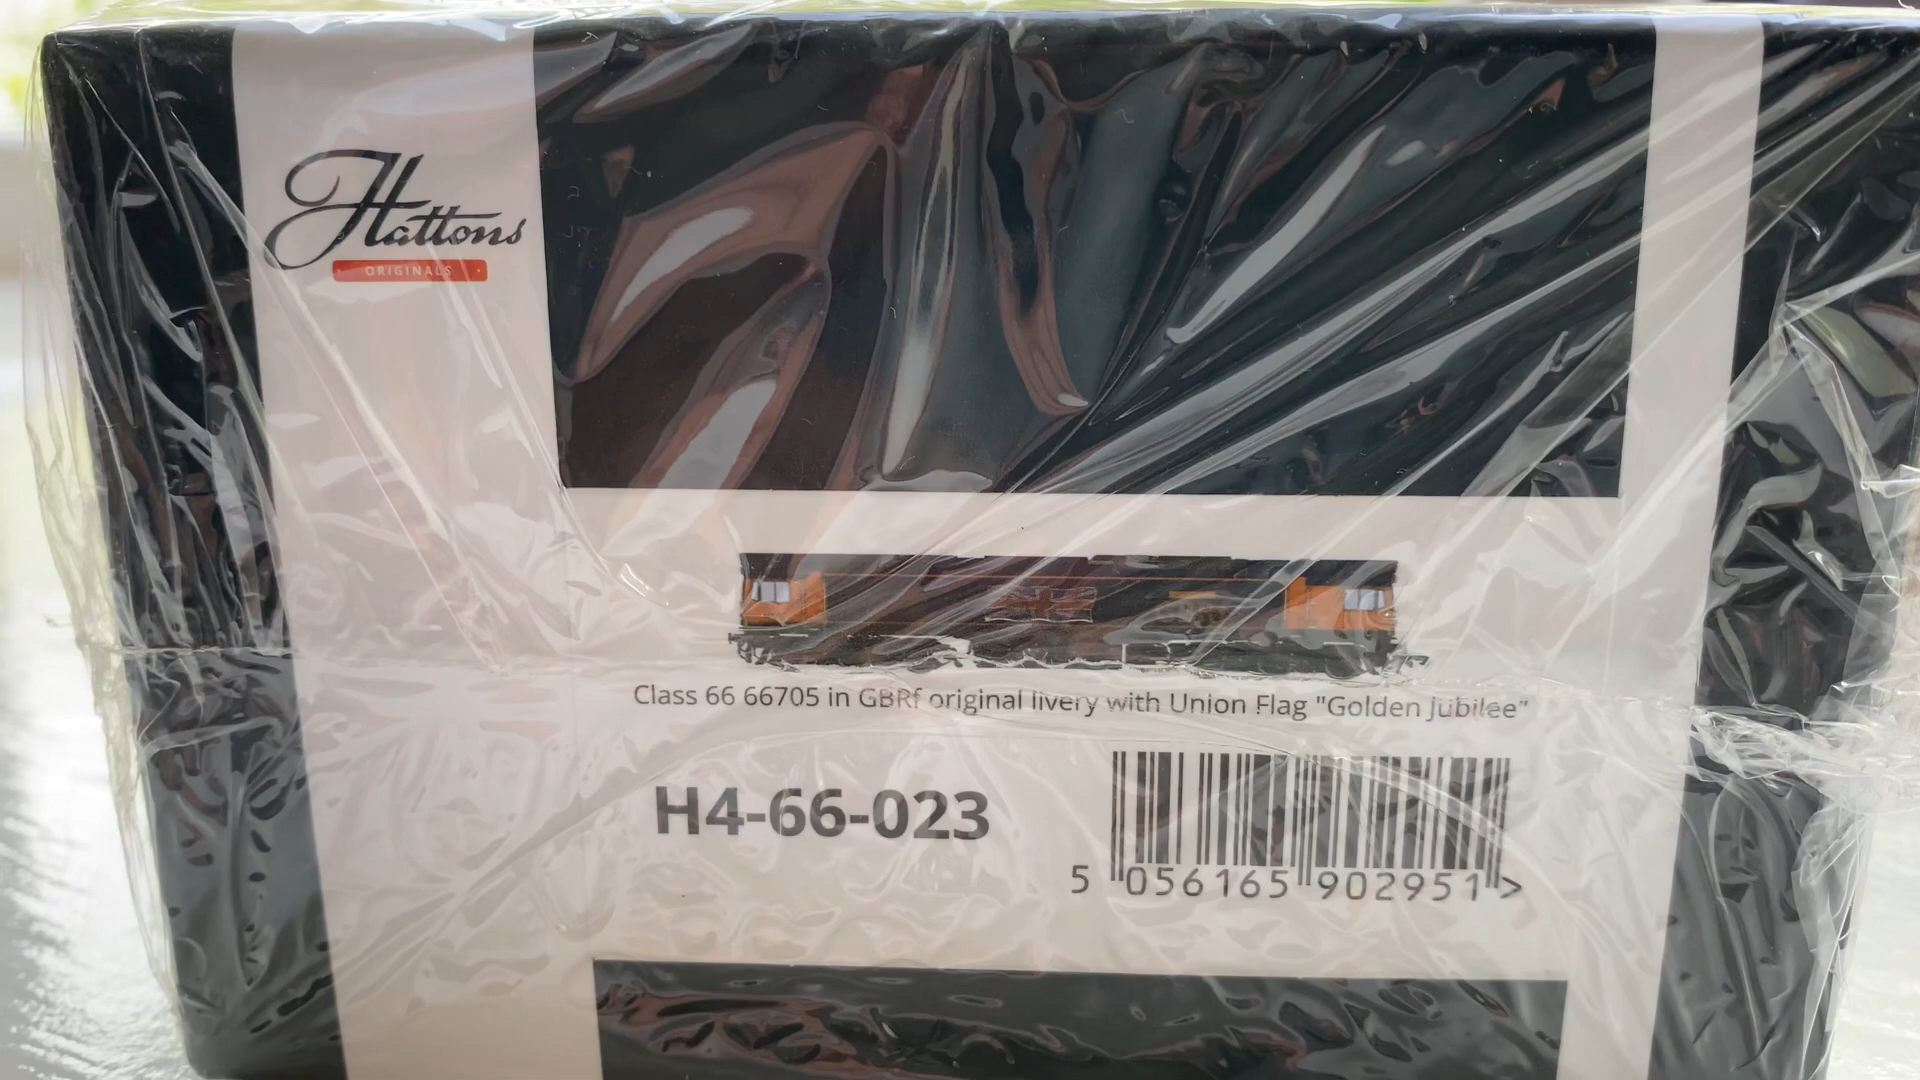 Hattons
ORIGINALS
Class 66 66705 in GBRf original livery with Union Flag "Golden Jubilee"
H4-66-023
5 056165 902951 >